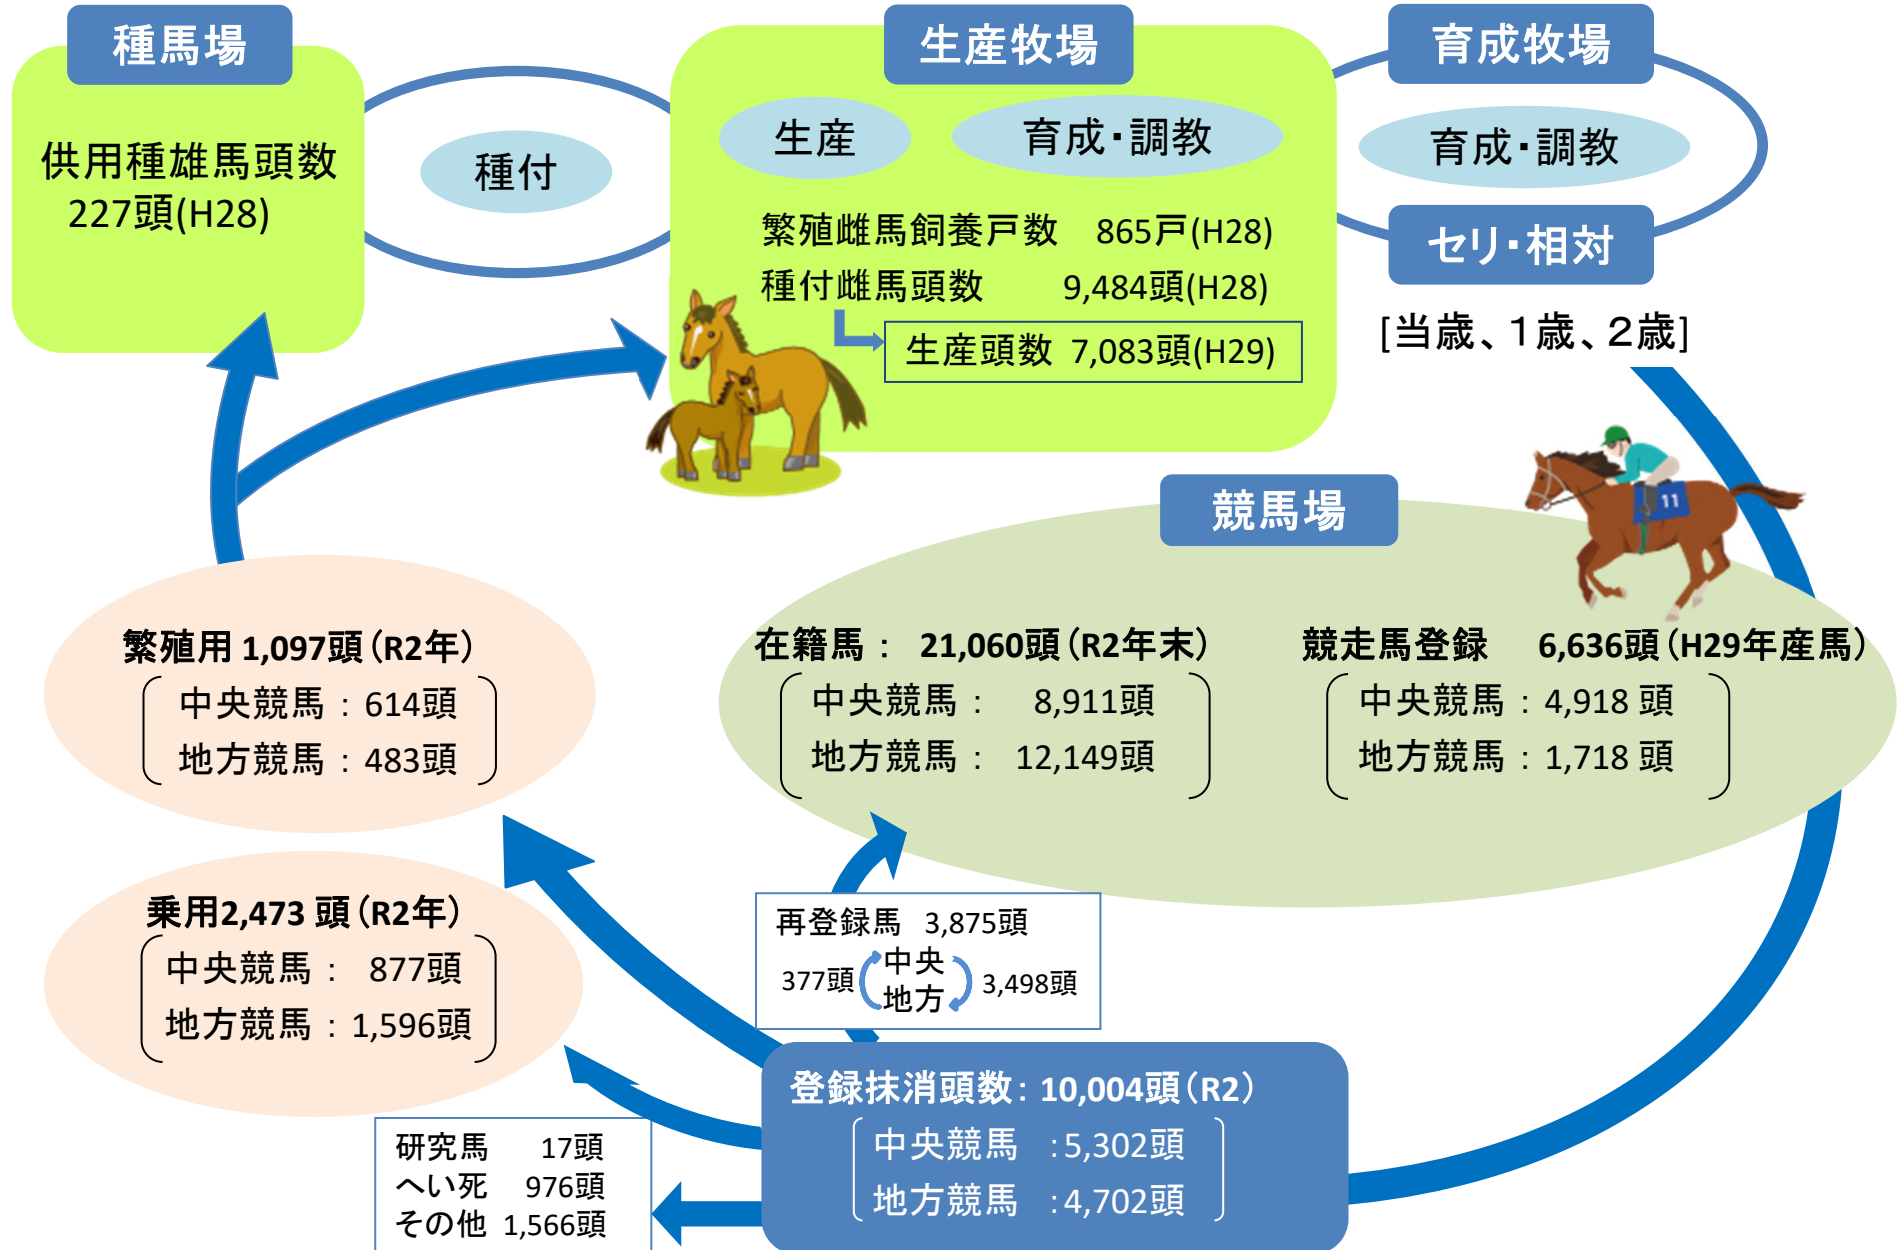 種馬場
供用種雄馬頭数
227頭(H28)
種付
生産牧場
生産
育成・調教
繁殖雌馬飼養戸数 865戸(H28)
種付雌馬頭数 9,484頭(H28)
生産頭数 7,083頭(H29)
育成牧場
育成・調教
セリ・相対
[当歳、1歳、2歳]
競馬場
11
在籍馬： 21,060頭（R2年末）
中央競馬： 8,911頭
地方競馬： 12,149頭
競走馬登録 6,636頭（H29年産馬）
中央競馬：4,918 頭
地方競馬：1,718 頭
繁殖用 1,097頭（R2年）
中央競馬：614頭
地方競馬：483頭
乗用2,473 頭（R2年）
中央競馬： 877頭
地方競馬：1,596頭
再登録馬 3,875頭
377頭 中央 地方 3,498頭
登録抹消頭数：10,004頭（R2）
中央競馬 ：5,302頭
地方競馬 ：4,702頭
研究馬 17頭
へい死 976頭
その他 1,566頭